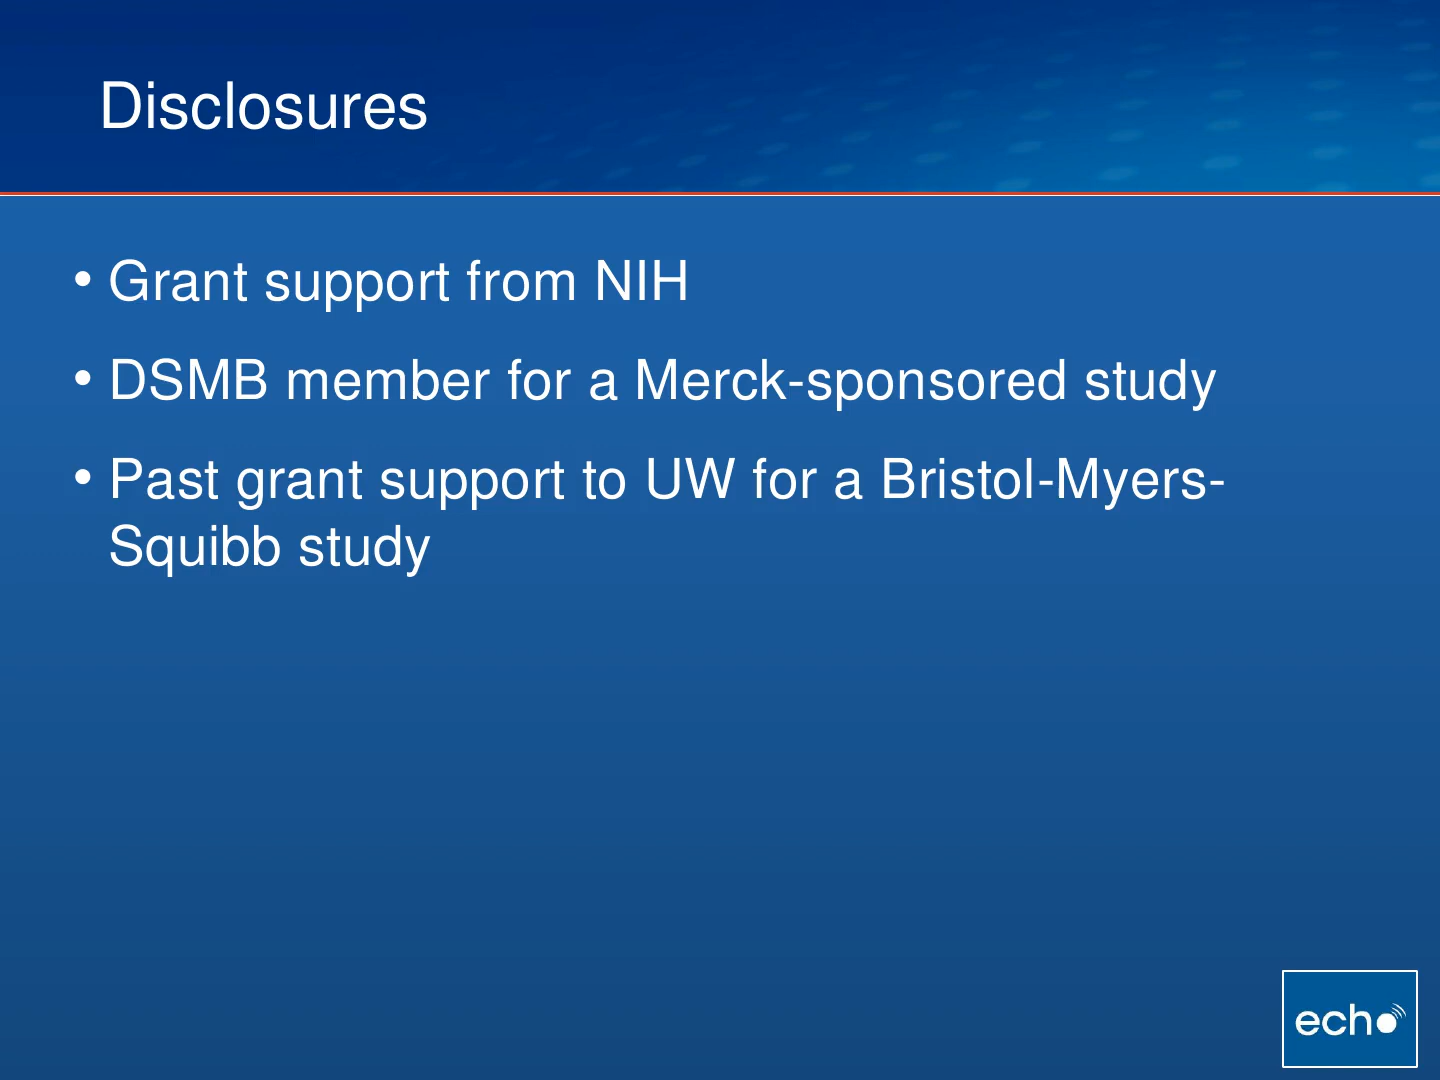 Disclosures
• Grant support from NIH
• DSMB member for a Merck-sponsored study
• Past grant support to UW for a Bristol-Myers-
Squibb study
echo